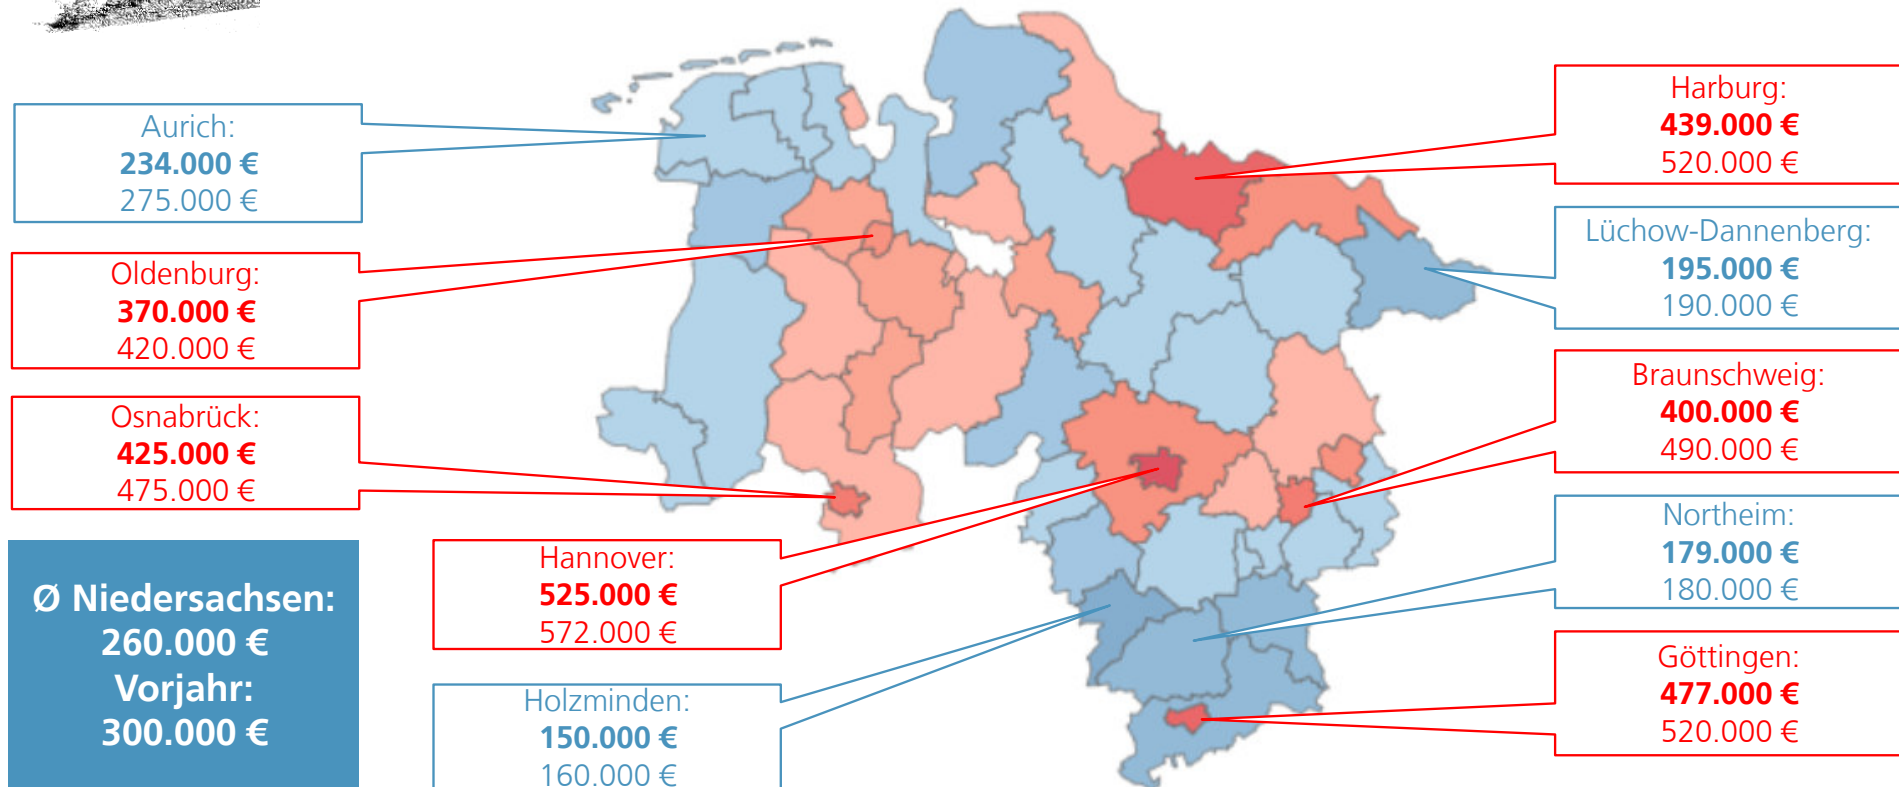 Aurich:
234.000 €
275.000 €
Oldenburg:
370.000 €
420.000 €
Osnabrück:
425.000 €
475.000 €
Ø Niedersachsen:
260.000 €
Vorjahr:
300.000 €
Hannover:
525.000 €
572.000 €
Holzminden:
150.000 €
160.000 €
Harburg:
439.000 €
520.000 €
Lüchow-Dannenberg:
195.000 €
190.000 €
Braunschweig:
400.000 €
490.000 €
Northeim:
179.000 €
180.000 €
Göttingen:
477.000 €
520.000 €